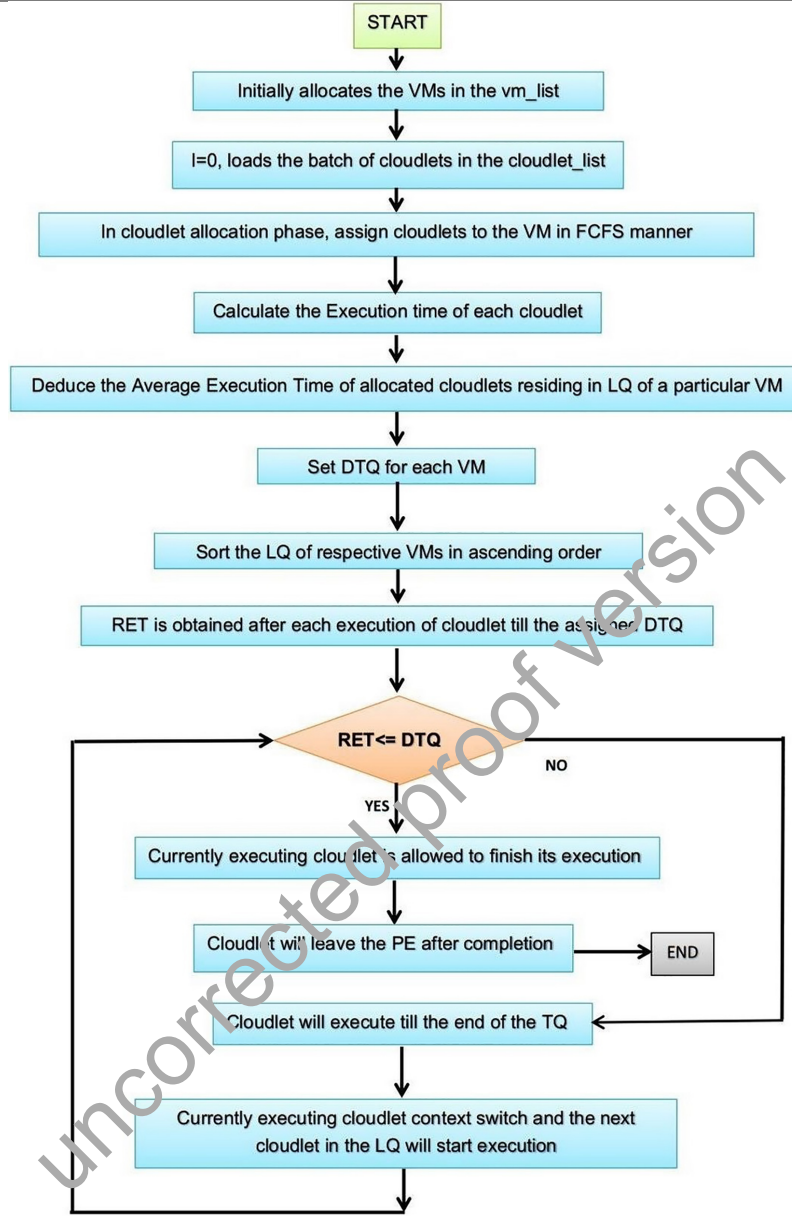 START
Initially allocates the VMs in the vm_list
I=0, loads the batch of cloudlets in the cloudlet_list
In cloudlet allocation phase, assign cloudlets to the VM in FCFS manner
Calculate the Execution time of each cloudlet
Deduce the Average Execution Time of allocated cloudlets residing in LQ of a particular VM
Set DTQ for each VM
Sort the LQ of respective VMs in ascending order
RET is obtained after each execution of cloudlet till the assigned DTQ
RET<= DTQ
NO
YES
Currently executing cloudlet is allowed to finish its execution
Cloudlet will leave the PE after completion
END
Cloudlet will execute till the end of the TQ
Currently executing cloudlet context switch and the next
cloudlet in the LQ will start execution
uncorrected proof version